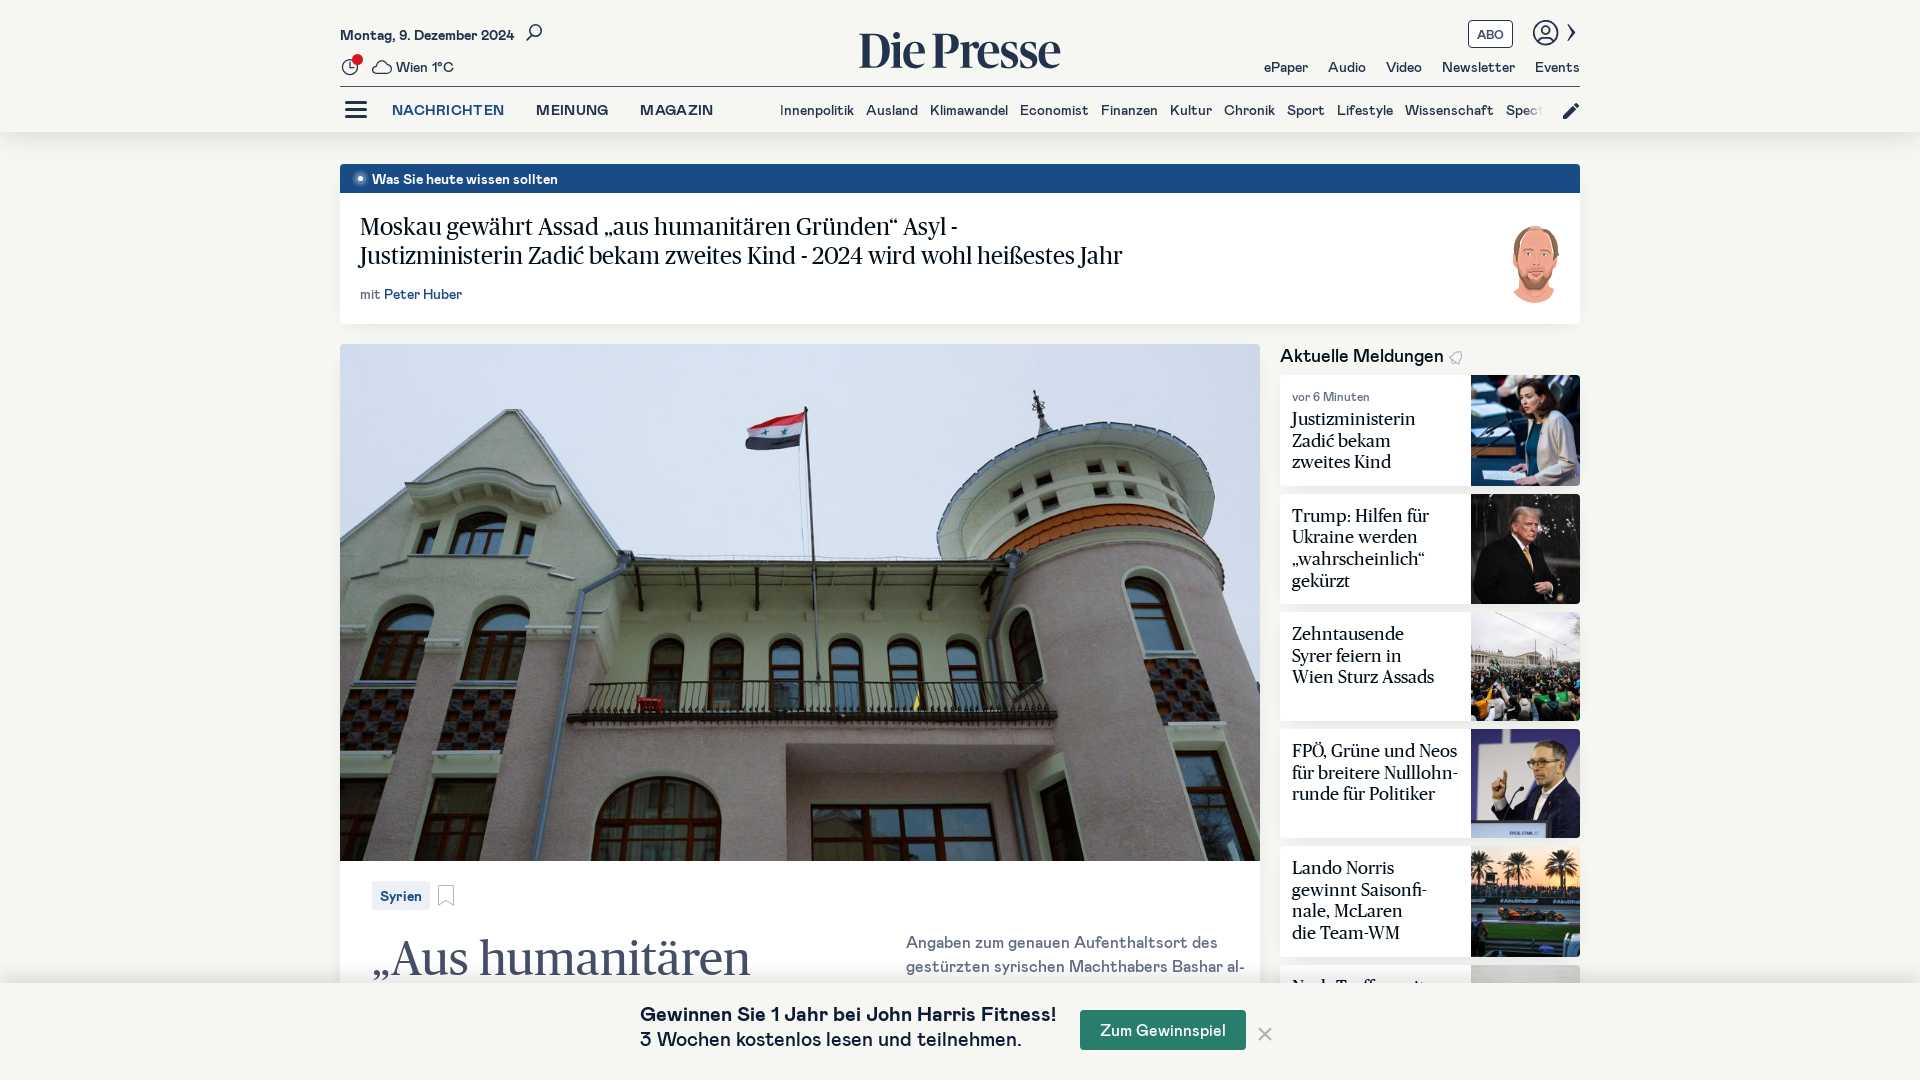 Montag, 9. Dezember 2024
Wien 1°C
Die Presse
ABO
ePaper Audio Video Newsletter Events
NACHRICHTEN MEINUNG MAGAZIN
Innenpolitik Ausland Klimawandel Economist Finanzen Kultur Chronik Sport Lifestyle Wissenschaft
Was Sie heute wissen sollten
Moskau gewährt Assad „aus humanitären Gründen“ Asyl -
Justizministerin Zadić bekam zweites Kind - 2024 wird wohl heißestes Jahr
mit Peter Huber
Syrien
„Aus humanitären
Angaben zum genauen Aufenthaltsort des
gestürzten syrischen Machthabers Bashar al-
Aktuelle Meldungen
vor 6 Minuten
Justizministerin
Zadić bekam
zweites Kind
Trump: Hilfen für
Ukraine werden
„wahrscheinlich“
gekürzt
Zehntausende
Syrer feiern in
Wien Sturz Assads
FPÖ, Grüne und Neos
für breitere Nulllohn-
runde für Politiker
Lando Norris
gewinnt Saisonfi-
nale, McLaren
die Team-WM
Gewinnen Sie 1 Jahr bei John Harris Fitness!
3 Wochen kostenlos lesen und teilnehmen.
Zum Gewinnspiel